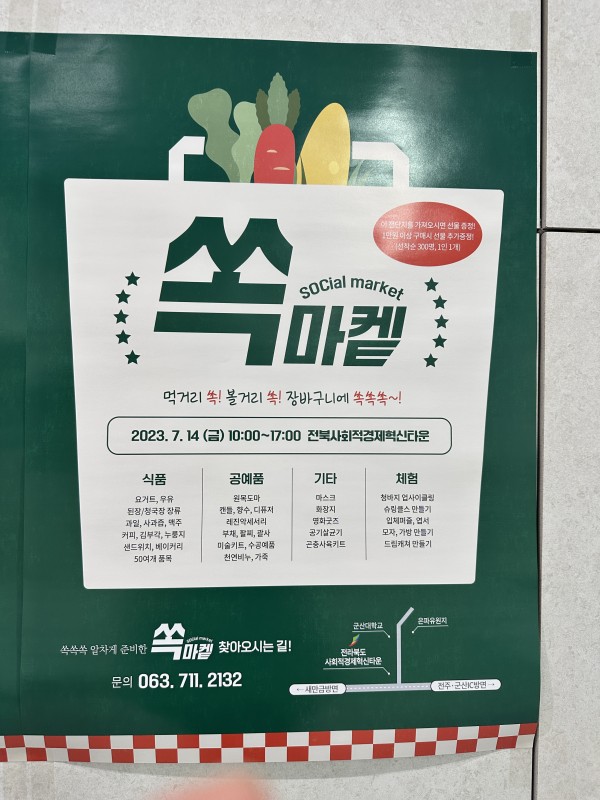 이 전단지를 가져오시면 선물 증정!
1만원 이상 구매시 선물 추가증정!
(선착순 300명, 1인 1개)
쏙
SOCial market
마켙
먹거리 쏙! 볼거리 쏙! 장바구니에 쏙쏙쏙~!
2023. 7. 14 (금) 10:00~17:00 전북사회적경제혁신타운
식품
요거트, 우유
된장/청국장 장류
과일, 사과즙, 맥주
커피, 김부각, 누룽지
샌드위치, 베이커리
50여개 품목
공예품
원목도마
캔들, 향수, 디퓨저
레진악세서리
부채, 팔찌, 팔사
미술키트, 수공예품
천연비누, 가죽
기타
마스크
화장지
명화굿즈
공기살균기
곤충사육키트
체험
청바지 업사이클링
슈링클스 만들기
입체퍼즐, 엽서
모자, 가방 만들기
드림캐쳐 만들기
쏙쏙쏙 알차게 준비한 쏙 social market 마켙 찾아오시는 길!
문의 063. 711. 2132
군산대학교
은파유원지
전라북도
사회적경제혁신타운
← 새만금방면
전주·군산IC방면 →